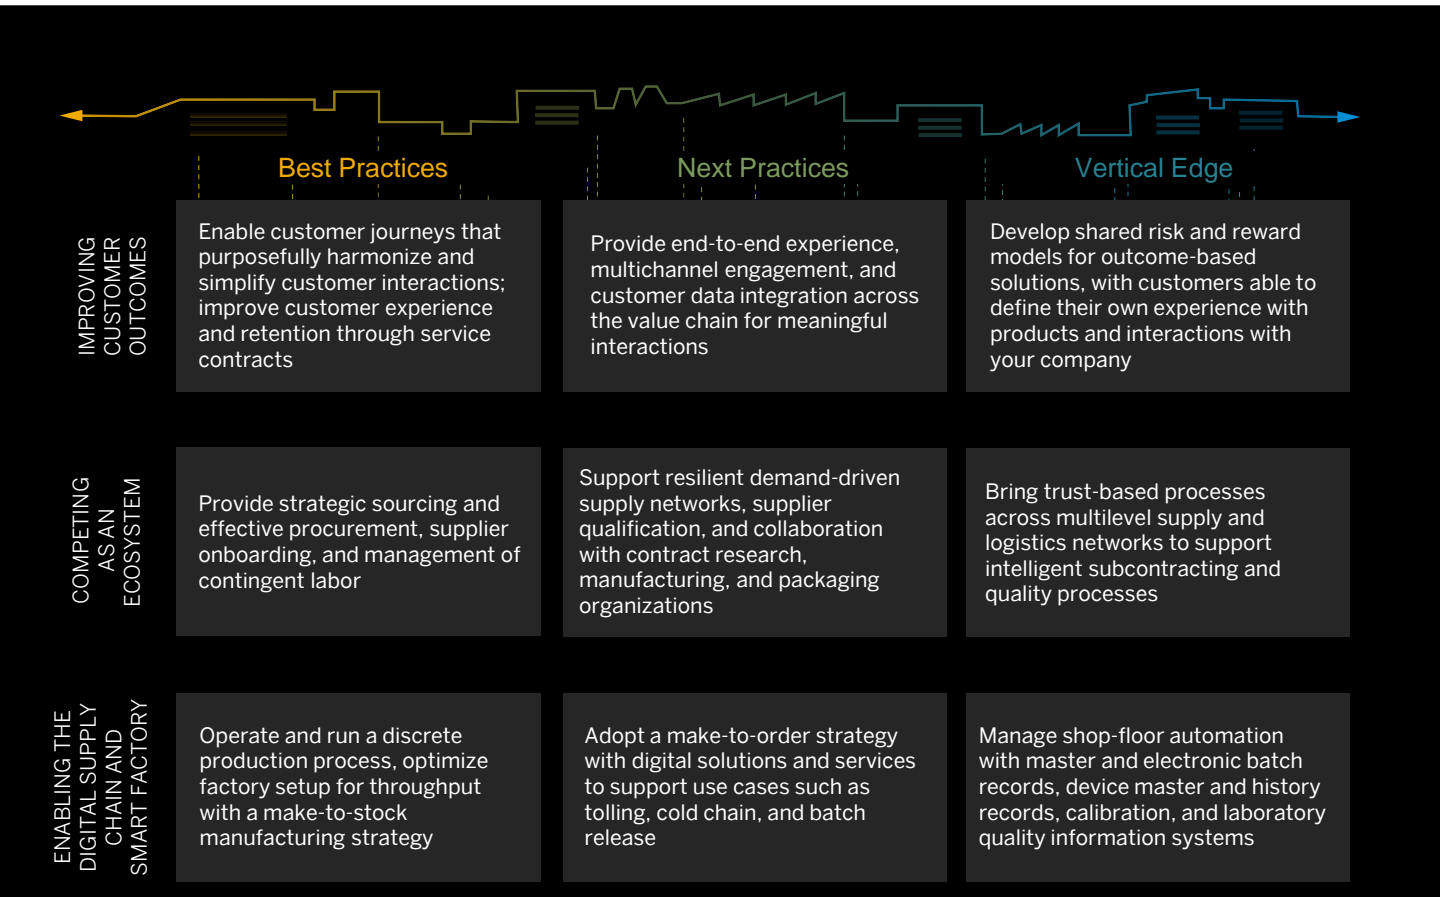 Best Practices
Next Practices
Vertical Edge
IMPROVING
CUSTOMER
OUTCOMES
Enable customer journeys that
purposefully harmonize and
simplify customer interactions;
improve customer experience
and retention through service
contracts
Provide end-to-end experience,
multichannel engagement, and
customer data integration across
the value chain for meaningful
interactions
Develop shared risk and reward
models for outcome-based
solutions, with customers able to
define their own experience with
products and interactions with
your company
COMPETING
AS AN
ECOSYSTEM
Provide strategic sourcing and
effective procurement, supplier
onboarding, and management of
contingent labor
Support resilient demand-driven
supply networks, supplier
qualification, and collaboration
with contract research,
manufacturing, and packaging
organizations
Bring trust-based processes
across multilevel supply and
logistics networks to support
intelligent subcontracting and
quality processes
ENABLING THE
DIGITAL SUPPLY
CHAIN AND
SMART FACTORY
Operate and run a discrete
production process, optimize
factory setup for throughput
with a make-to-stock
manufacturing strategy
Adopt a make-to-order strategy
with digital solutions and services
to support use cases such as
tolling, cold chain, and batch
release
Manage shop-floor automation
with master and electronic batch
records, device master and history
records, calibration, and laboratory
quality information systems